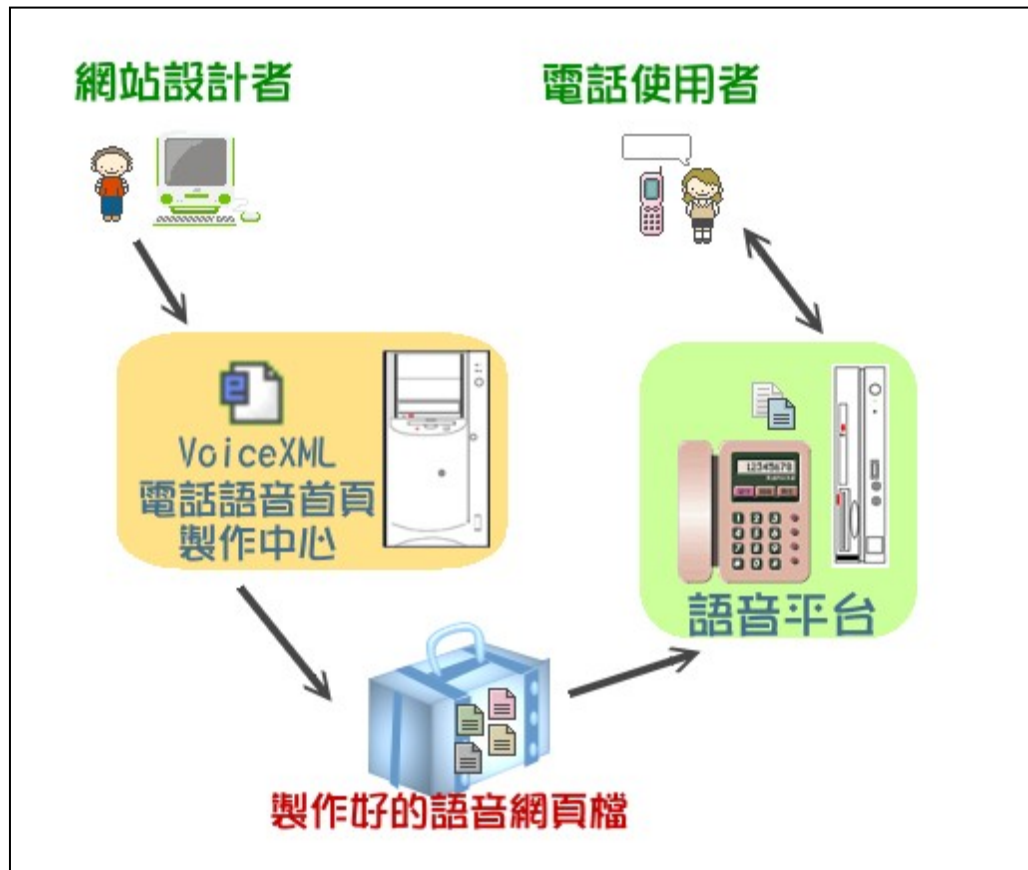 網站設計者
電話使用者
VoiceXML
電話語音首頁
製作中心
12345678
語音平台
製作好的語音網頁檔